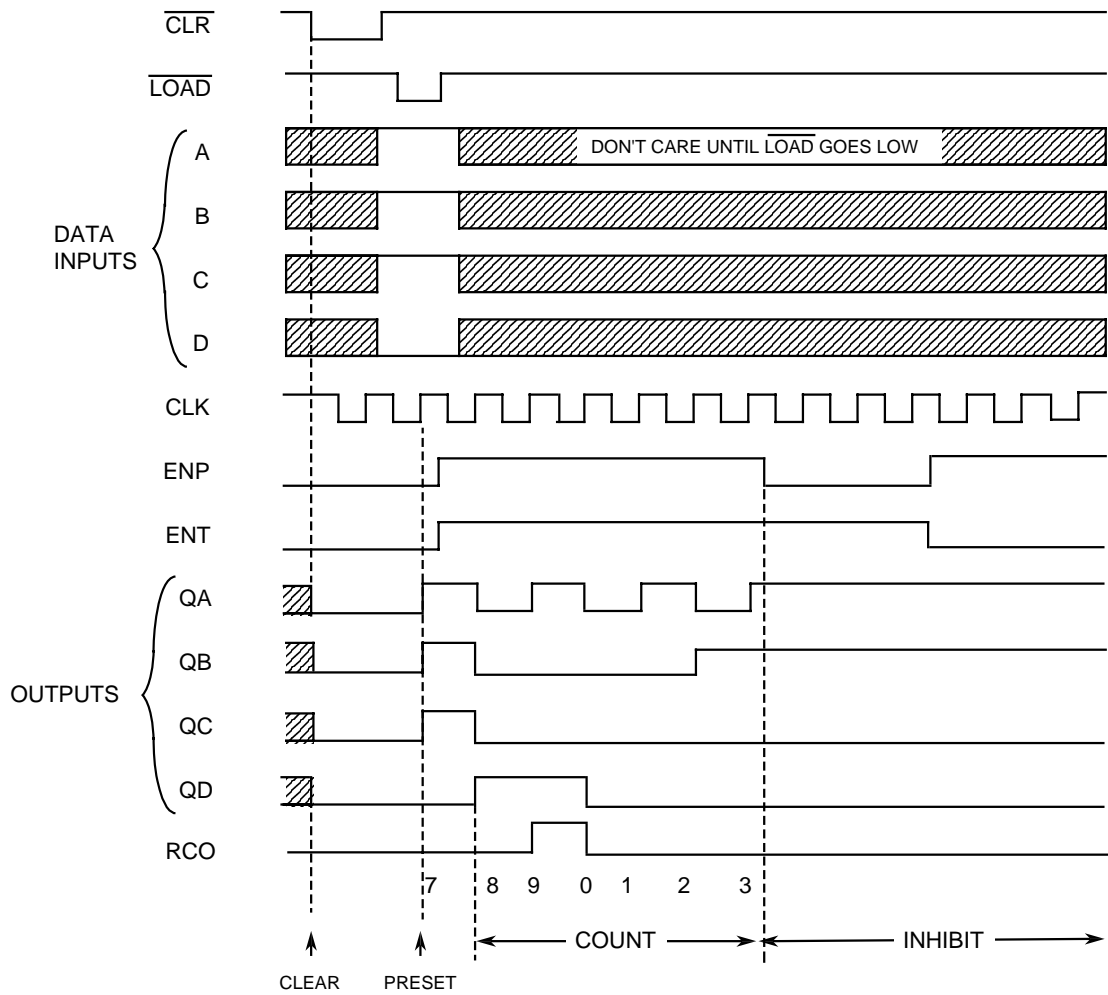 CLR
LOAD
A
DON'T CARE UNTIL LOAD GOES LOW
B
DATA
INPUTS
C
D
CLK
ENP
ENT
QA
QB
OUTPUTS
QC
QD
RCO
7 8 9 0 1 2 3
COUNT INHIBIT
CLEAR PRESET